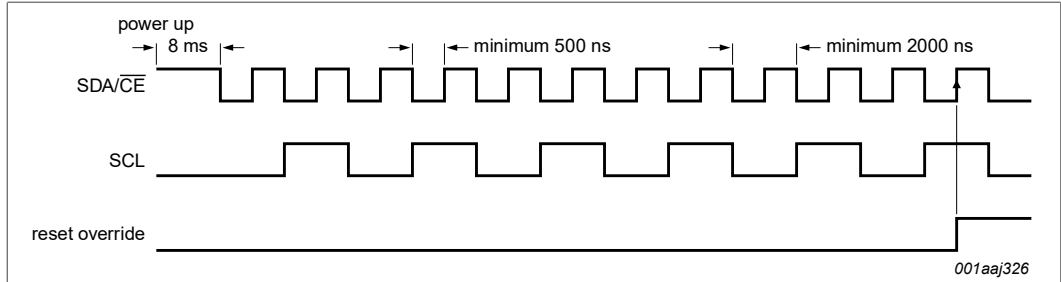 power up
8 ms
minimum 500 ns
minimum 2000 ns
SDA/CE
SCL
reset override
001aaj326